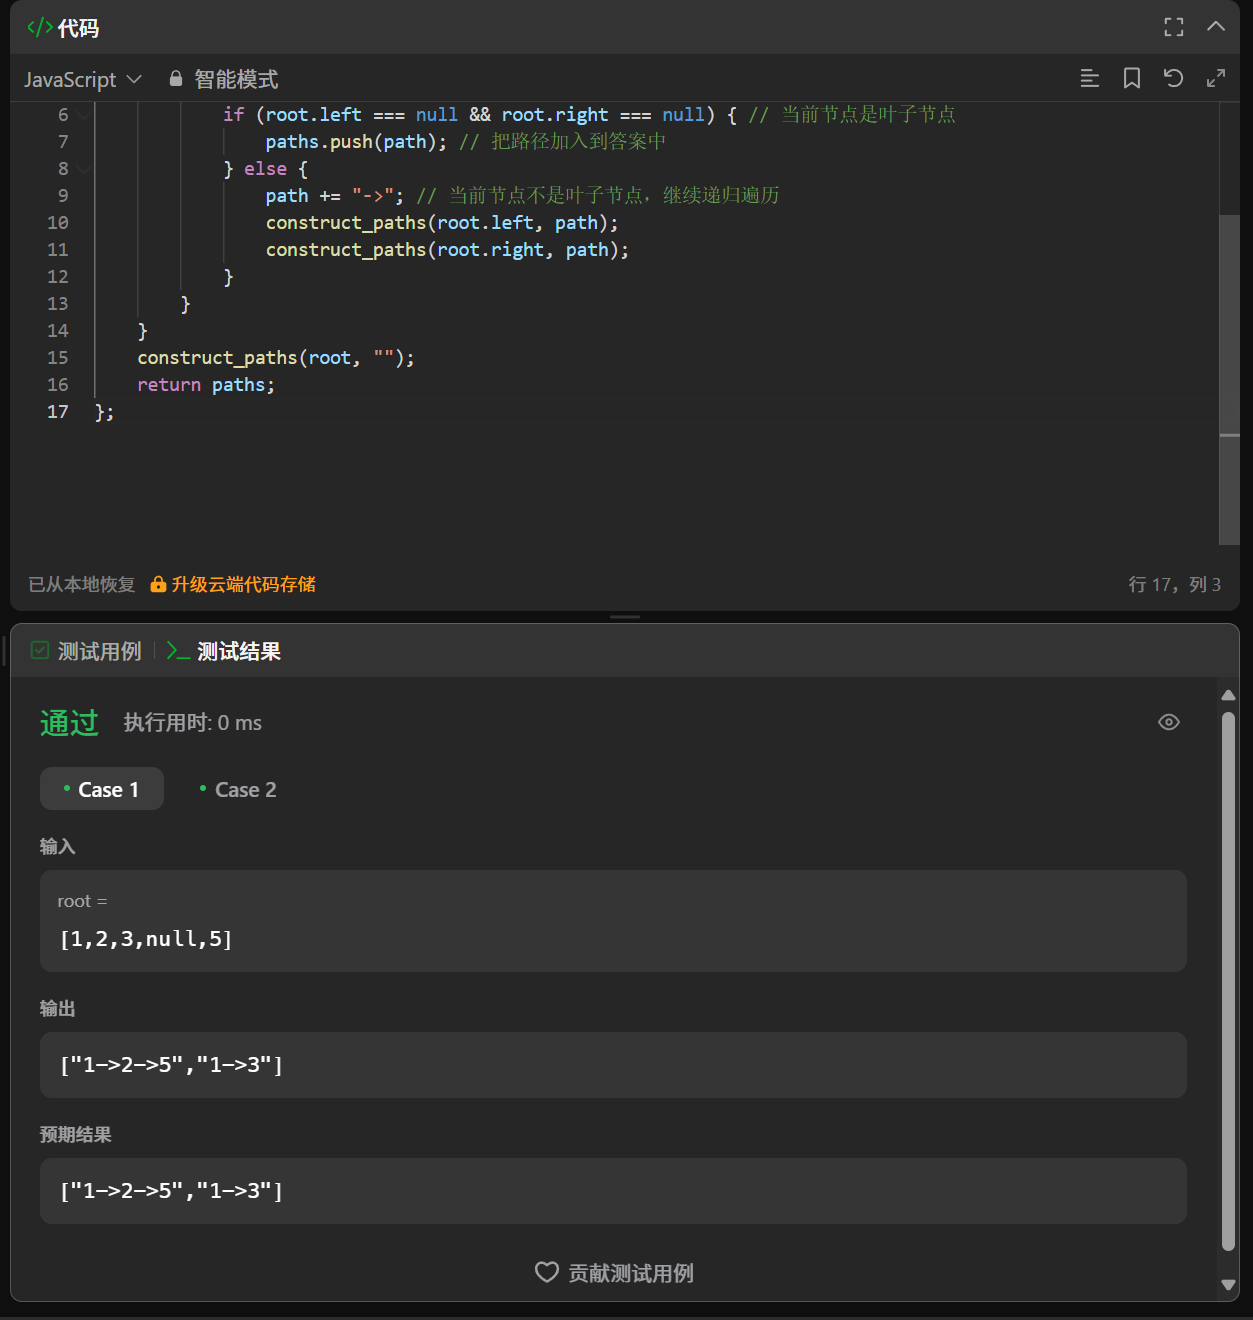 </> 代码
JavaScript 智能模式
6 if (root.left === null && root.right === null) { // 当前节点是叶子节点
7 paths.push(path); // 把路径加入到答案中
8 } else {
9 path += "->"; // 当前节点不是叶子节点，继续递归遍历
10 construct_paths(root.left, path);
11 construct_paths(root.right, path);
12 }
13 }
14 }
15 construct_paths(root, "");
16 return paths;
17 };
已从本地恢复 升级云端代码存储 行 17，列 3
测试用例 >_ 测试结果
通过 执行用时: 0 ms
Case 1 Case 2
输入
root =
[1,2,3,null,5]
输出
["1->2->5","1->3"]
预期结果
["1->2->5","1->3"]
贡献测试用例